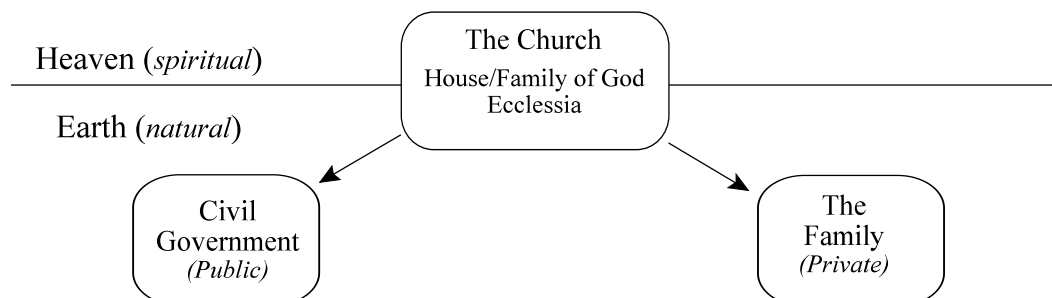 Heaven (spiritual)
The Church
House/Family of God
Ecclessia
Earth (natural)
Civil
Government
(Public)
The
Family
(Private)